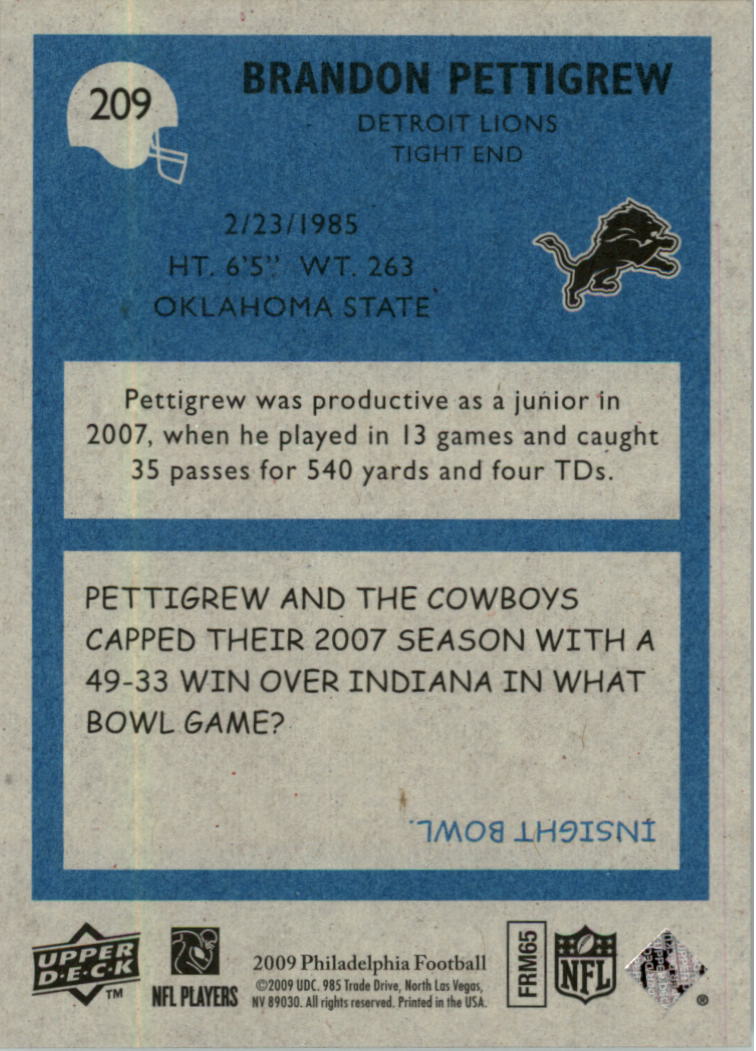 209
BRANDON PETTIGREW
DETROIT LIONS
TIGHT END
2/23/1985
HT. 6'5" WT. 263
OKLAHOMA STATE
Pettigrew was productive as a junior in
2007, when he played in 13 games and caught
35 passes for 540 yards and four TDs.
PETTIGREW AND THE COWBOYS
CAPPED THEIR 2007 SEASON WITH A
49-33 WIN OVER INDIANA IN WHAT
BOWL GAME?
INSIGHT BOWL.
UPPER
D·E·C·K
TM
NFL PLAYERS
2009 Philadelphia Football
©2009 UDC. 985 Trade Drive, North Las Vegas,
NV 89030. All rights reserved. Printed in the USA.
FRM65
NFL
®